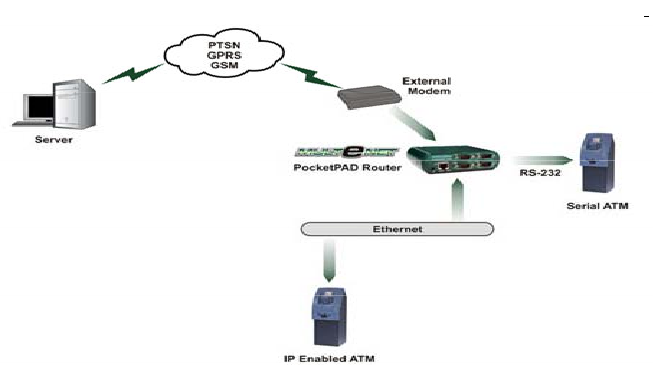 PTSN
GPRS
GSM
External
Modem
Server
PocketPAD Router
RS-232
Serial ATM
Ethernet
IP Enabled ATM